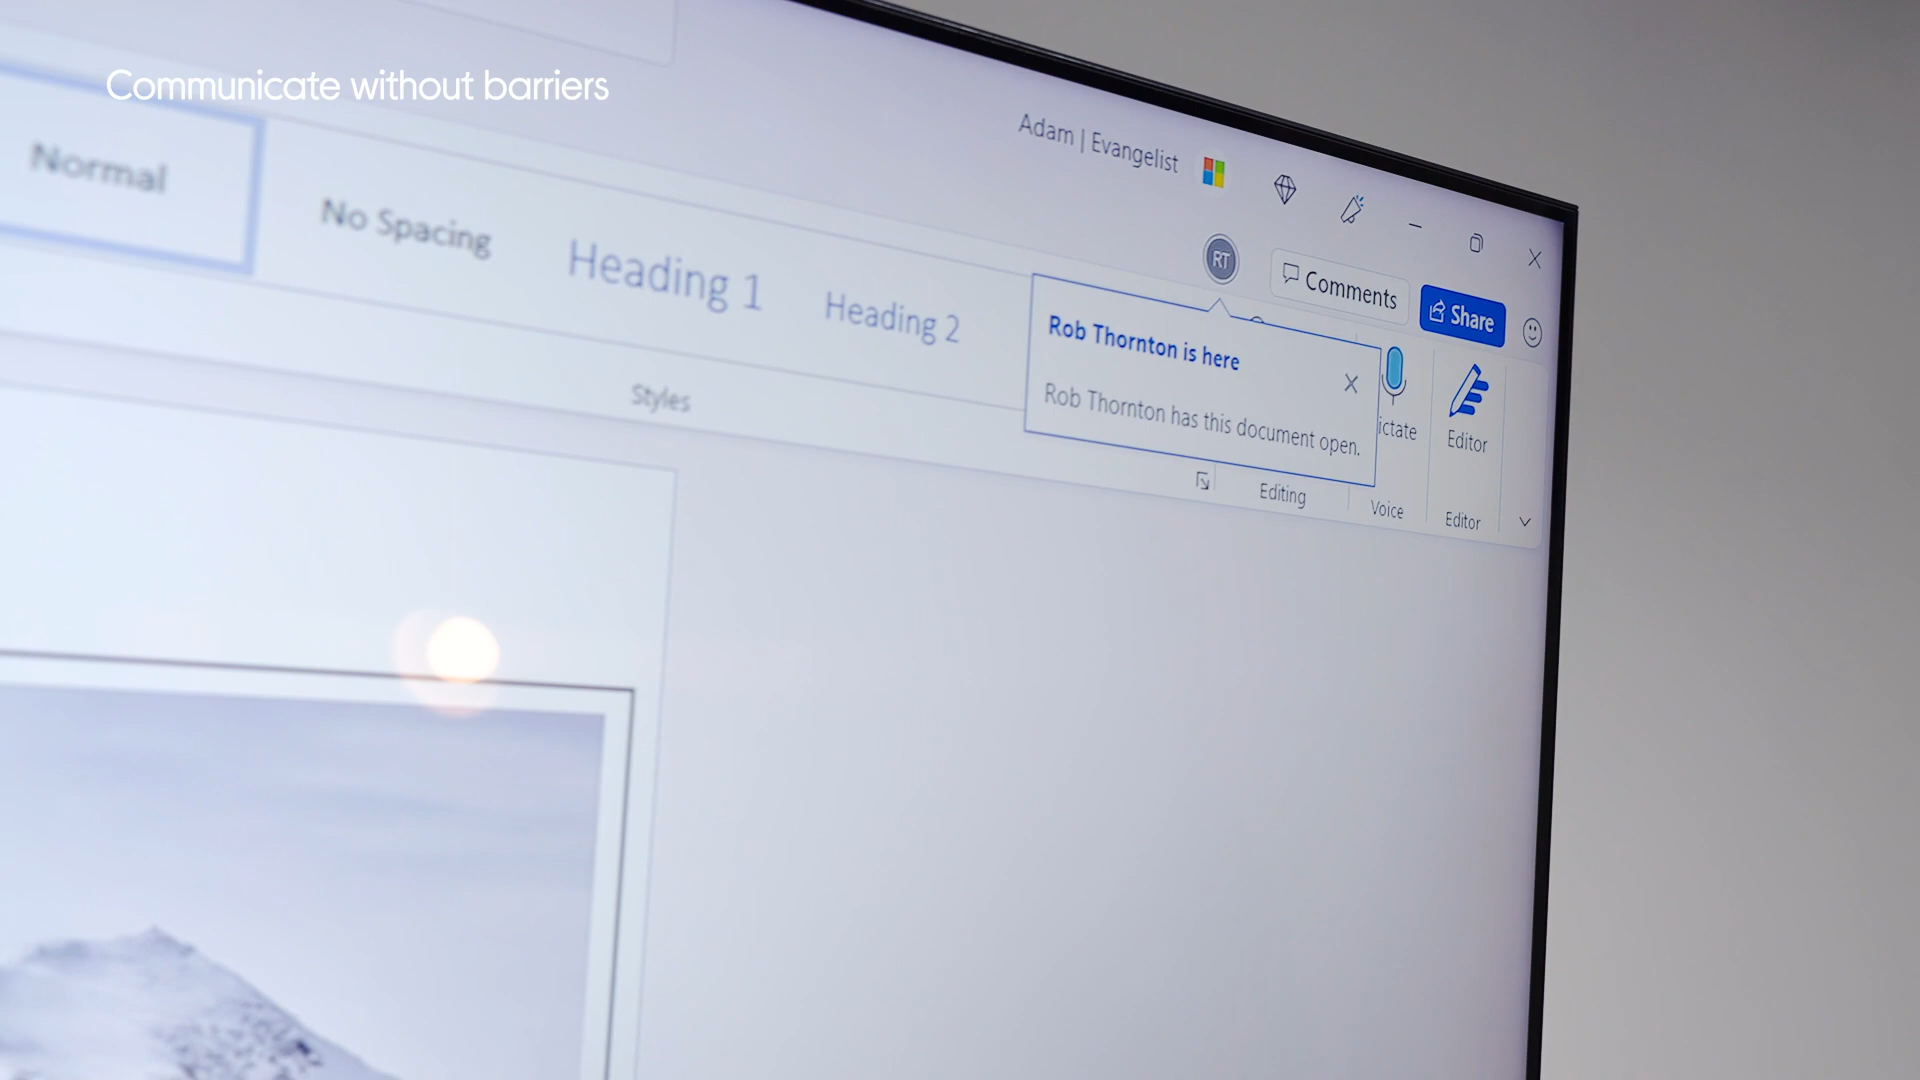 Communicate without barriers
Adam | Evangelist
Normal
No Spacing
Heading 1
Heading 2
RT
Comments
Share
Rob Thornton is here
Rob Thornton has this document open.
ictate
Editor
Styles
Editing
Voice
Editor